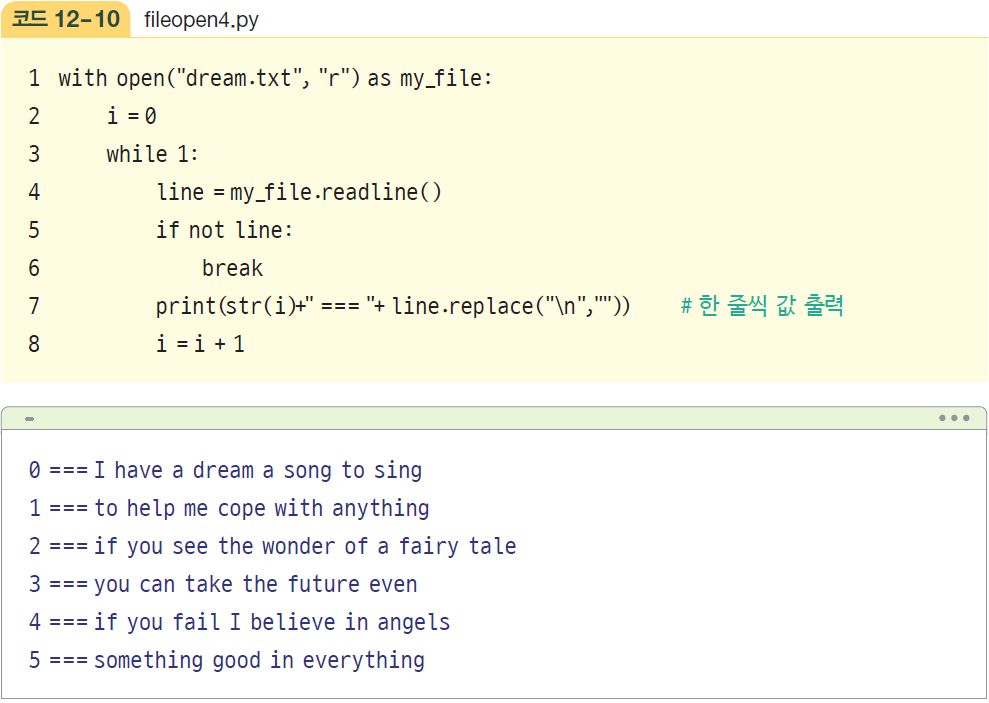 코드 12-10 fileopen4.py
1 with open("dream.txt", "r") as my_file:
2 i = 0
3 while 1:
4 line = my_file.readline()
5 if not line:
6 break
7 print(str(i)+" === "+ line.replace("\n","")) # 한 줄씩 값 출력
8 i = i + 1
0 === I have a dream a song to sing
1 === to help me cope with anything
2 === if you see the wonder of a fairy tale
3 === you can take the future even
4 === if you fail I believe in angels
5 === something good in everything